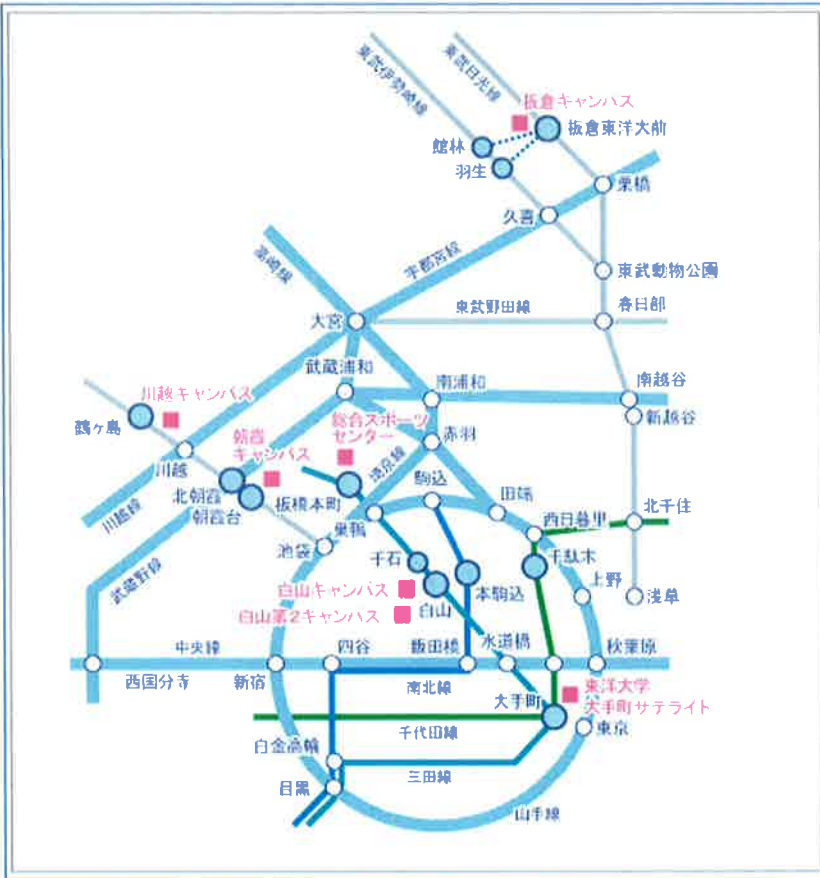 東武伊勢崎線
東武日光線
板倉キャンパス
板倉東洋大前
館林
羽生
栗橋
久喜
高崎線
宇都宮線
東武動物公園
東武野田線
春日部
大宮
武蔵浦和
南浦和
南越谷
新越谷
川越キャンパス
鶴ヶ島
総合スポーツ
センター
赤羽
朝霞
キャンパス
埼京線
川越
北朝霞
朝霞台
板橋本町
駒込
田端
川越線
巣鴨
西日暮里
北千住
池袋
千石
千駄木
武蔵野線
上野
浅草
白山キャンパス
白山
本駒込
白山第2キャンパス
中央線
四谷
飯田橋
水道橋
秋葉原
西国分寺
新宿
南北線
東洋大学
大手町サテライト
大手町
千代田線
東京
白金高輪
三田線
目黒
山手線